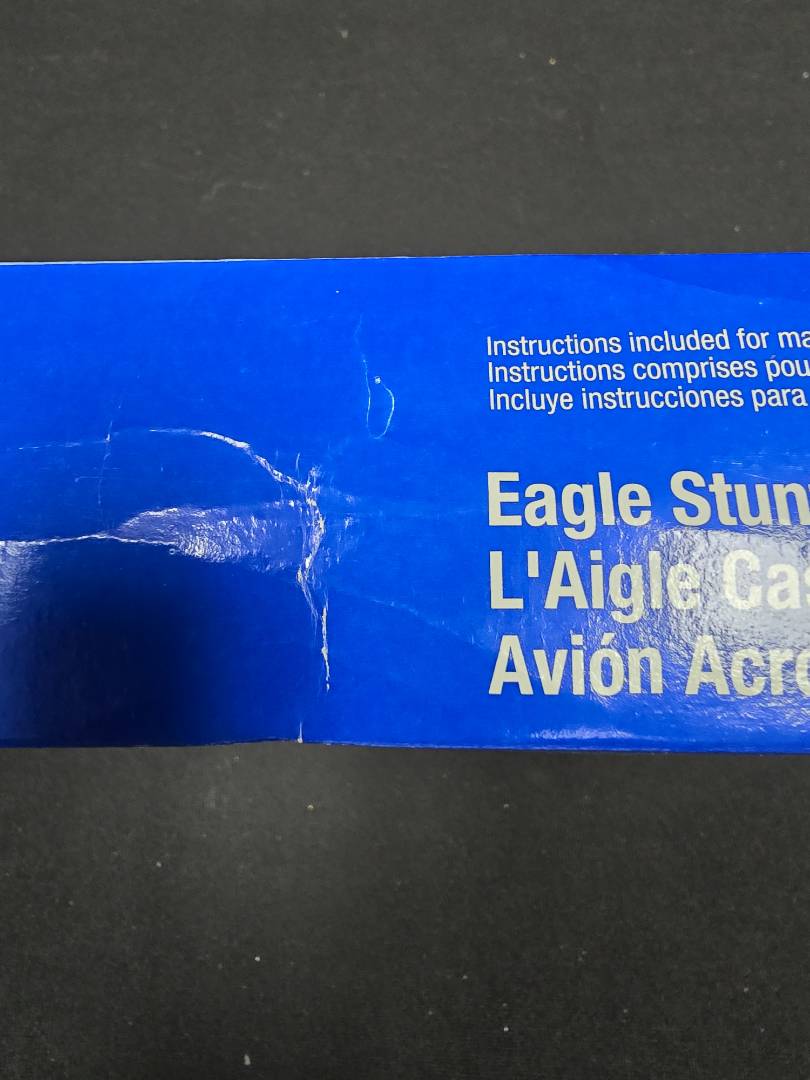 Instructions included for ma
Instructions comprises pou
Incluye instrucciones para
Eagle Stun
L'Aigle Cas
Avión Acro